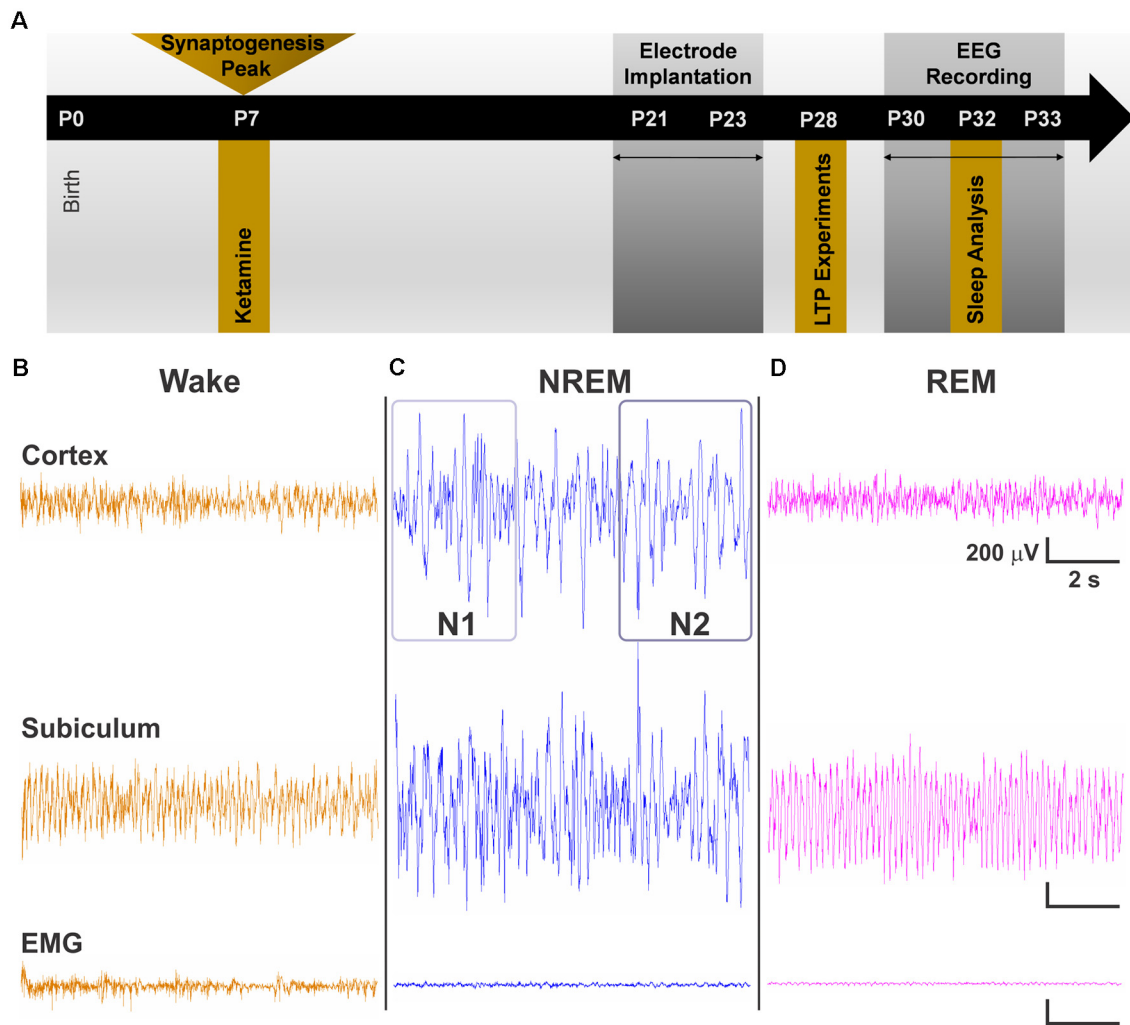 A
Synaptogenesis
Peak
Electrode
Implantation
EEG
Recording
P0 P7 P21 P23 P28 P30 P32 P33
Birth
Ketamine
LTP Experiments
Sleep Analysis
B Wake C NREM D REM
Cortex
200 μV
2 s
N1 N2
Subiculum
EMG